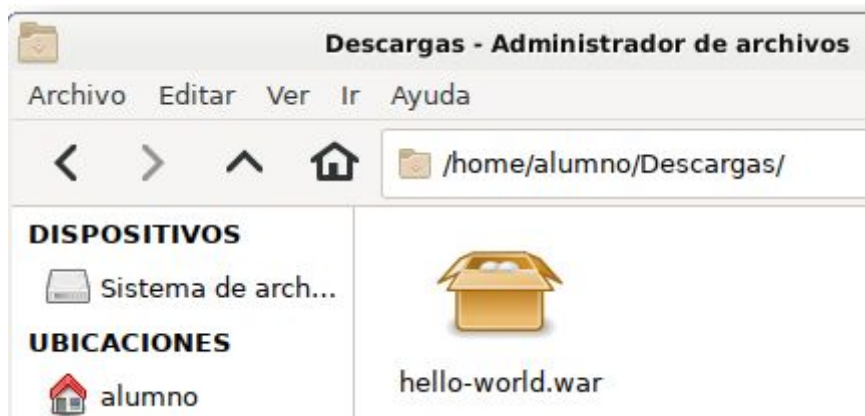 Descargas - Administrador de archivos
Archivo Editar Ver Ir Ayuda
/home/alumno/Descargas/
DISPOSITIVOS
Sistema de arch...
UBICACIONES
alumno
hello-world.war